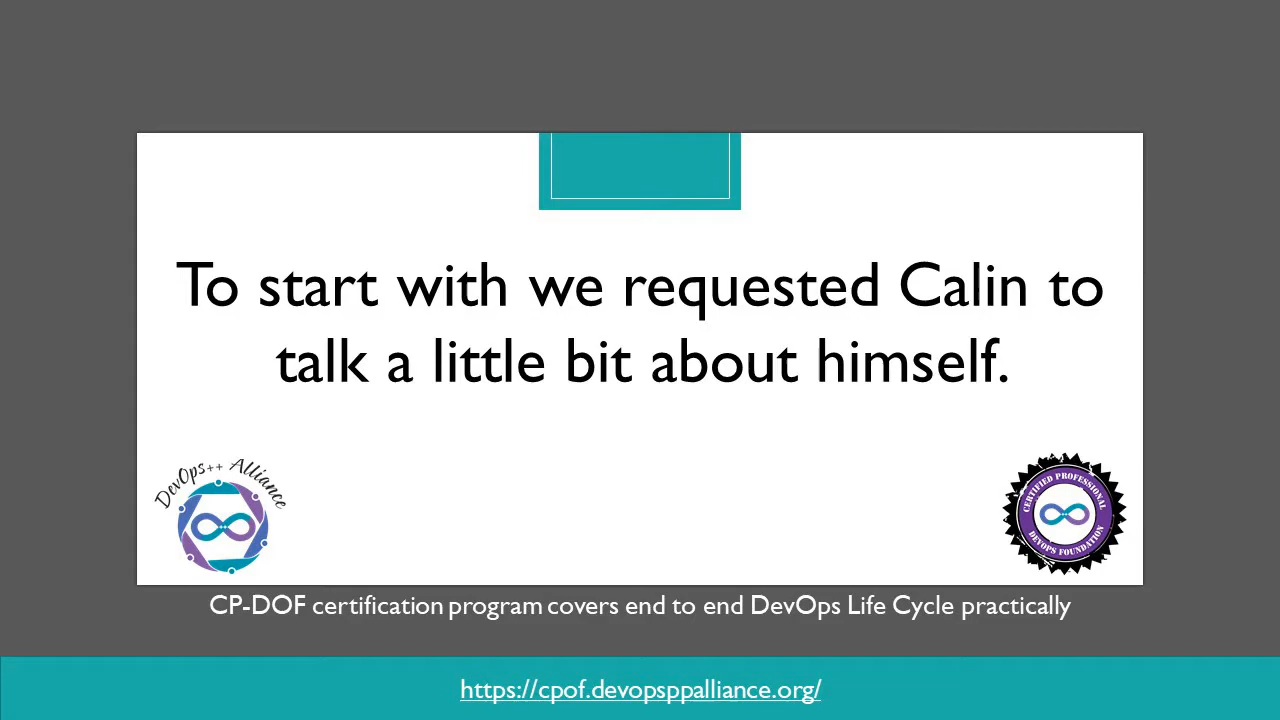 To start with we requested Calin to
talk a little bit about himself.
DevOps++ Alliance
CERTIFIED PROFESSIONAL
DEVOPS FOUNDATION
CP-DOF certification program covers end to end DevOps Life Cycle practically
https://cpof.devopsppalliance.org/